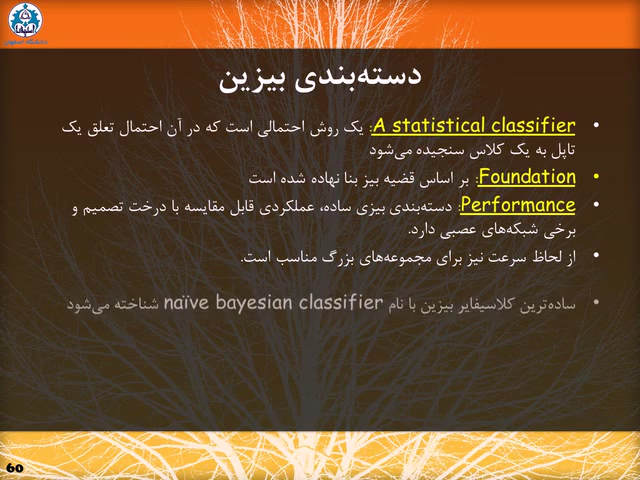 دانشگاه اصفهان
دسته‌بندی بیزین
• A statistical classifier: یک روش احتمالی است که در آن احتمال تعلق یک
تاپل به یک کلاس سنجیده می‌شود
• Foundation: بر اساس قضیه بیز بنا نهاده شده است
• Performance: دسته‌بندی بیزی ساده، عملکردی قابل مقایسه با درخت تصمیم و
برخی شبکه‌های عصبی دارد.
• از لحاظ سرعت نیز برای مجموعه‌های بزرگ مناسب است.
• ساده‌ترین کلاسیفایر بیزین با نام naïve bayesian classifier شناخته می‌شود
60